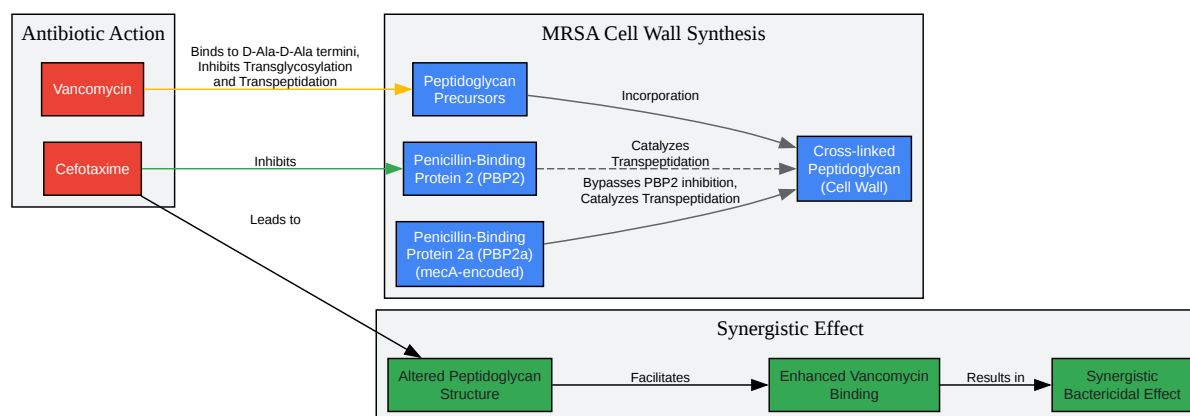 Antibiotic Action
Vancomycin
Cefotaxime
Binds to D-Ala-D-Ala termini,
Inhibits Transglycosylation
and Transpeptidation
Inhibits
Leads to
MRSA Cell Wall Synthesis
Peptidoglycan
Precursors
Incorporation
Penicillin-Binding
Protein 2 (PBP2)
Catalyzes
Transpeptidation
Bypasses PBP2 inhibition,
Catalyzes Transpeptidation
Penicillin-Binding
Protein 2a (PBP2a)
(mecA-encoded)
Cross-linked
Peptidoglycan
(Cell Wall)
Synergistic Effect
Altered Peptidoglycan
Structure
Facilitates
Enhanced Vancomycin
Binding
Results in
Synergistic
Bactericidal Effect